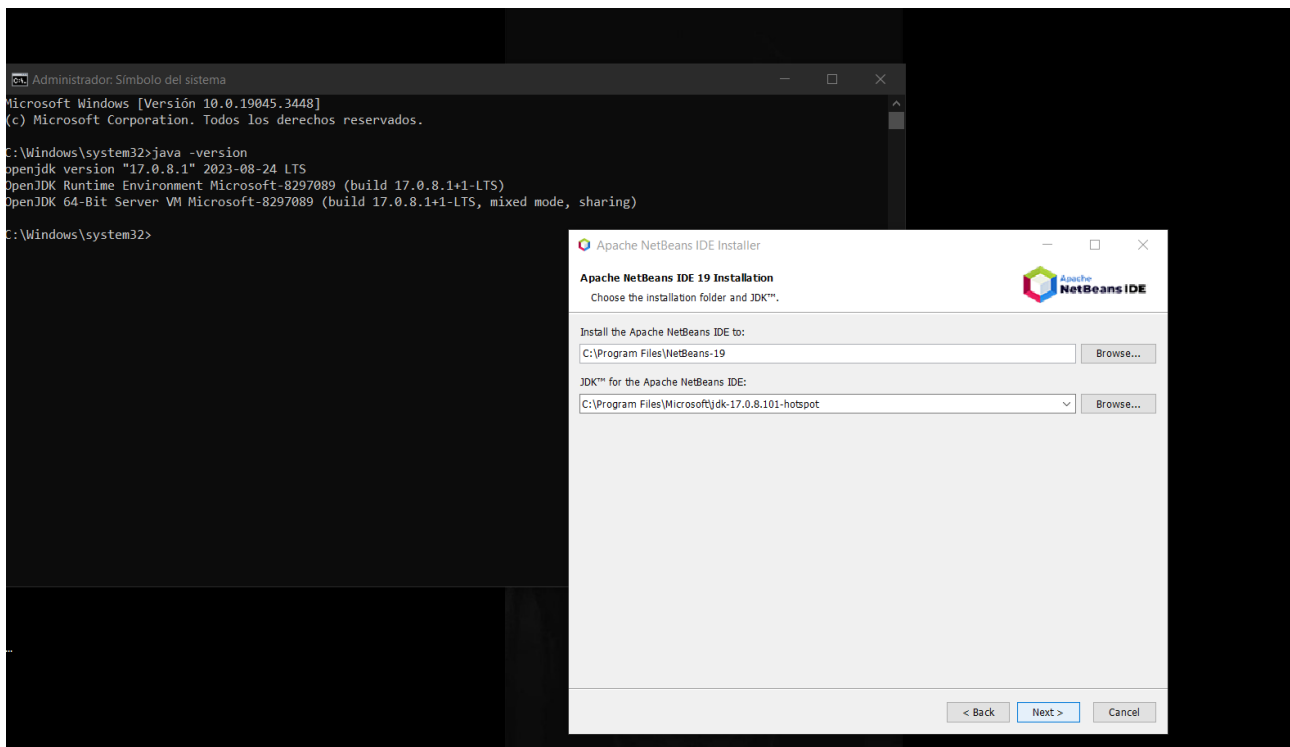 Administrador: Símbolo del sistema
Microsoft Windows [Versión 10.0.19045.3448]
(c) Microsoft Corporation. Todos los derechos reservados.
C:\Windows\system32>java -version
openjdk version "17.0.8.1" 2023-08-24 LTS
OpenJDK Runtime Environment Microsoft-8297089 (build 17.0.8.1+1-LTS)
OpenJDK 64-Bit Server VM Microsoft-8297089 (build 17.0.8.1+1-LTS, mixed mode, sharing)
C:\Windows\system32>
Apache NetBeans IDE Installer
Apache NetBeans IDE 19 Installation
Choose the installation folder and JDK™.
Apache
NetBeans IDE
Install the Apache NetBeans IDE to:
C:\Program Files\NetBeans-19
Browse...
JDK™ for the Apache NetBeans IDE:
C:\Program Files\Microsoft\jdk-17.0.8.101-hotspot
Browse...
...
< Back
Next >
Cancel